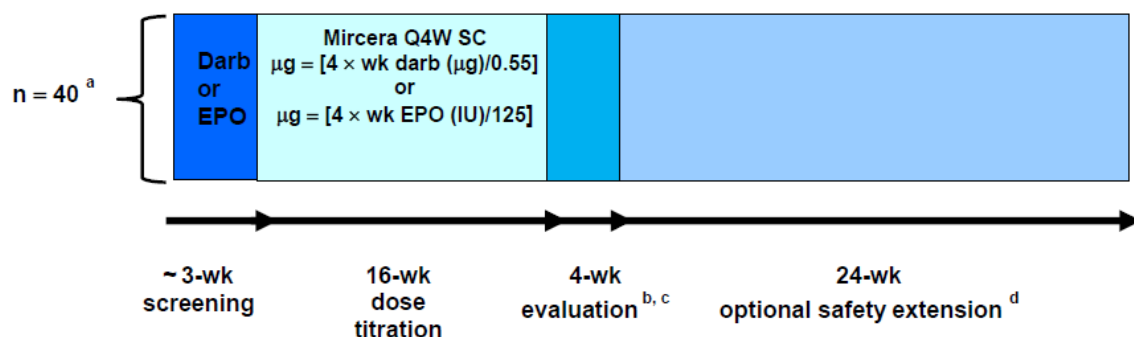 n = 40 a
Darb
or
EPO
Mircera Q4W SC
μg = [4 × wk darb (μg)/0.55]
or
μg = [4 × wk EPO (IU)/125]
~ 3-wk
screening
16-wk
dose
titration
4-wk
evaluation b, c
24-wk
optional safety extension d